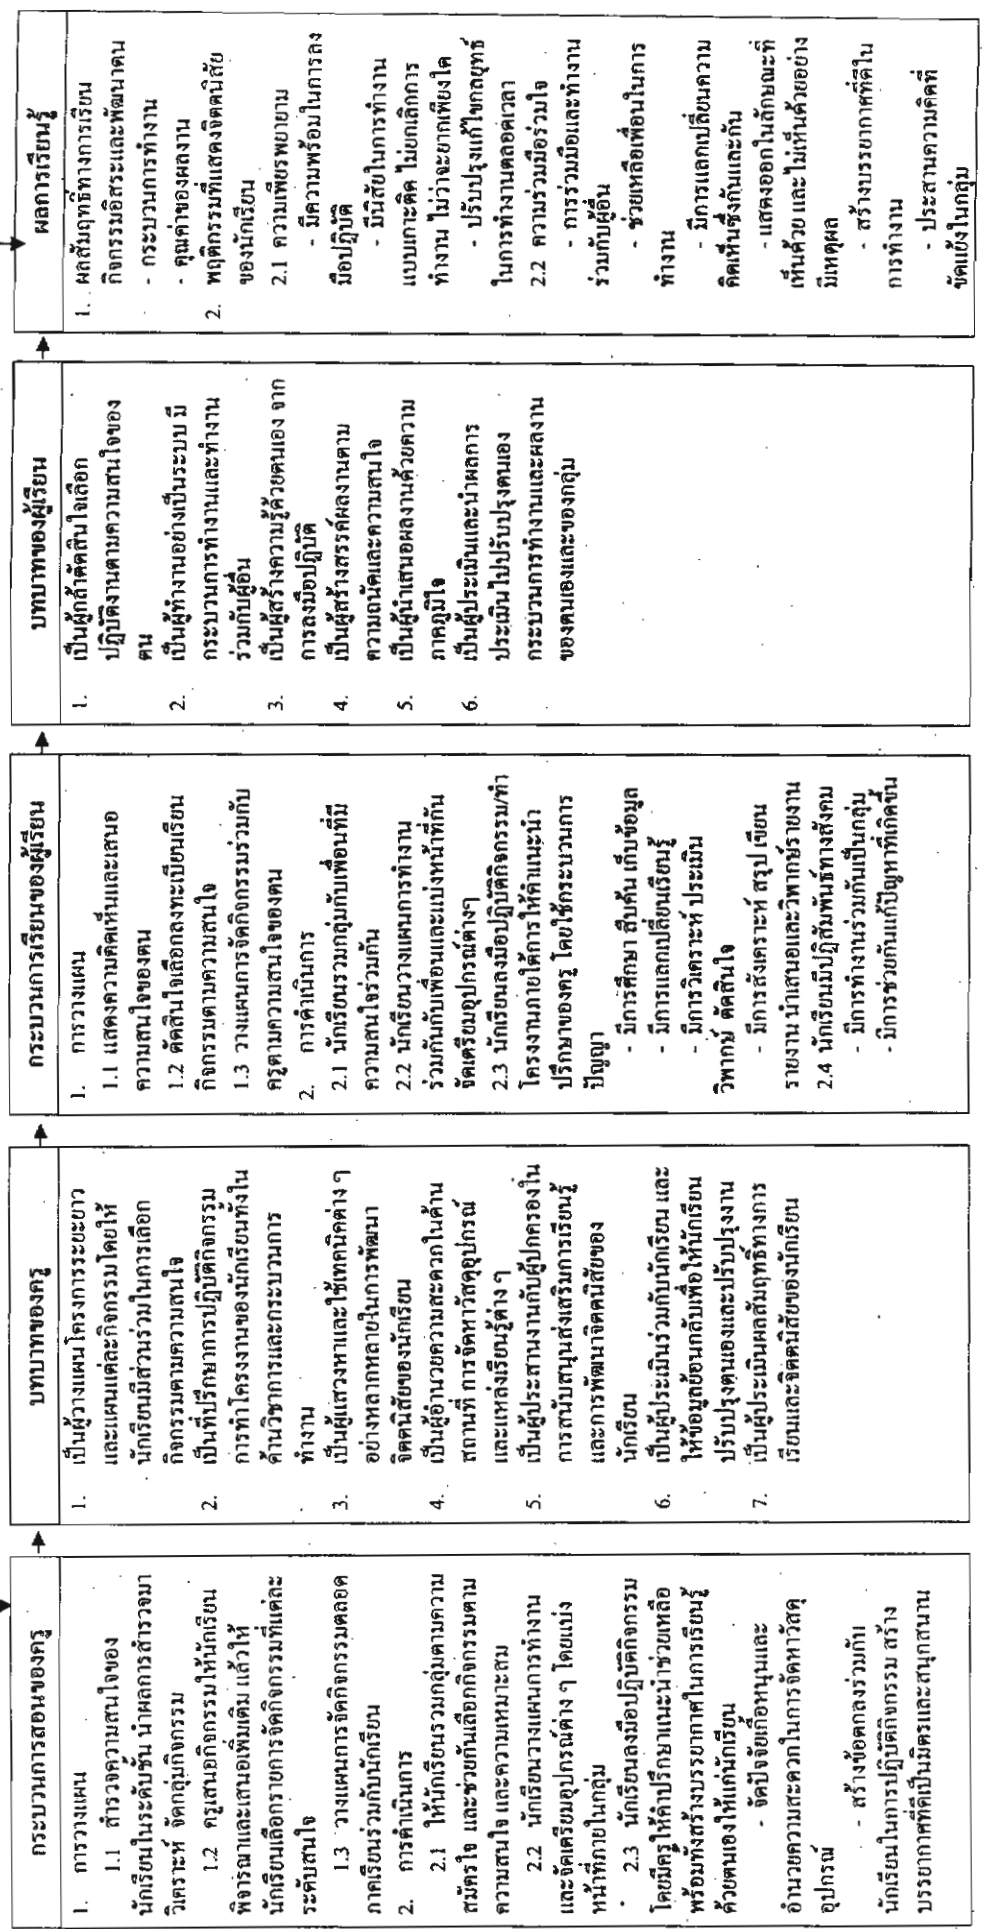 กระบวนการสอนของครู
1. การวางแผน
1.1 สำรวจความสนใจของ
นักเรียนในระดับชั้น นำผลการสำรวจมา
วิเคราะห์ จัดกลุ่มกิจกรรม
1.2 ครูเสนอกิจกรรมให้นักเรียน
พิจารณาและเสนอเพิ่มเติม แล้วให้
นักเรียนเลือกรายการจัดกิจกรรมที่แต่ละ
ระดับสนใจ
1.3 วางแผนการจัดกิจกรรมตลอด
ภาคเรียนร่วมกับนักเรียน
2. การดำเนินการ
2.1 ให้นักเรียนรวมกลุ่มตามความ
สมัครใจ และช่วยกันเลือกกิจกรรมตาม
ความสนใจ และความเหมาะสม
2.2 นักเรียนวางแผนการทำงาน
และจัดเตรียมอุปกรณ์ต่าง ๆ โดยแบ่ง
หน้าที่ภายในกลุ่ม
2.3 นักเรียนลงมือปฏิบัติกิจกรรม
โดยมีครูให้คำปรึกษาแนะนำช่วยเหลือ
พร้อมทั้งสร้างบรรยากาศในการเรียนรู้
ด้วยตนเองให้แก่นักเรียน
- จัดปัจจัยเกื้อหนุนและ
อำนวยความสะดวกในการจัดหาวัสดุ
อุปกรณ์
- สร้างข้อตกลงร่วมกับ
นักเรียนในการปฏิบัติกิจกรรม สร้าง
บรรยากาศที่เป็นมิตรและสนุกสนาน
บทบาทของครู
1. เป็นผู้วางแผนโครงการระยะยาว
และแผนแต่ละกิจกรรมโดยให้
นักเรียนมีส่วนร่วมในการเลือก
กิจกรรมตามความสนใจ
2. เป็นที่ปรึกษาการปฏิบัติกิจกรรม
การทำโครงงานของนักเรียนทั้งใน
ด้านวิชาการและกระบวนการ
ทำงาน
3. เป็นผู้แสวงหาและใช้เทคนิคต่าง ๆ
อย่างหลากหลายในการพัฒนา
จิตตนิสัยของนักเรียน
4. เป็นผู้อำนวยความสะดวกในด้าน
สถานที่ การจัดหาวัสดุอุปกรณ์
และแหล่งเรียนรู้ต่าง ๆ
5. เป็นผู้ประสานงานกับผู้ปกครองใน
การสนับสนุนส่งเสริมการเรียนรู้
และการพัฒนาจิตตนิสัยของ
นักเรียน
6. เป็นผู้ประเมินร่วมกับนักเรียน และ
ให้ข้อมูลย้อนกลับเพื่อให้นักเรียน
ปรับปรุงตนเองและปรับปรุงงาน
7. เป็นผู้ประเมินผลสัมฤทธิ์ทางการ
เรียนและจิตตนิสัยของนักเรียน
กระบวนการเรียนของผู้เรียน
1. การวางแผน
1.1 แสดงความคิดเห็นและเสนอ
ความสนใจของตน
1.2 ตัดสินใจเลือกลงทะเบียนเรียน
กิจกรรมตามความสนใจ
1.3 วางแผนการจัดกิจกรรมร่วมกับ
ครูตามความสนใจของตน
2. การดำเนินการ
2.1 นักเรียนรวมกลุ่มกับเพื่อนที่มี
ความสนใจร่วมกัน
2.2 นักเรียนวางแผนการทำงาน
ร่วมกันกับเพื่อนและแบ่งหน้าที่กัน
จัดเตรียมอุปกรณ์ต่างๆ
2.3 นักเรียนลงมือปฏิบัติกิจกรรม/ทำ
โครงงานภายใต้การให้คำแนะนำ
ปรึกษาของครู โดยใช้กระบวนการ
ปัญญา
- มีการศึกษา สืบค้น เก็บข้อมูล
- มีการแลกเปลี่ยนเรียนรู้
- มีการวิเคราะห์ ประเมิน
วิพากษ์ ตัดสินใจ
- มีการสังเคราะห์ สรุป เขียน
รายงาน นำเสนอและวิพากษ์รายงาน
2.4 นักเรียนมีปฏิสัมพันธ์ทางสังคม
- มีการทำงานร่วมกันเป็นกลุ่ม
- มีการช่วยกันแก้ปัญหาที่เกิดขึ้น
บทบาทของผู้เรียน
1. เป็นผู้กล้าตัดสินใจเลือก
ปฏิบัติงานตามความสนใจของ
ตน
2. เป็นผู้ทำงานอย่างเป็นระบบ มี
กระบวนการทำงานและทำงาน
ร่วมกับผู้อื่น
3. เป็นผู้สร้างความรู้ด้วยตนเอง จาก
การลงมือปฏิบัติ
4. เป็นผู้สร้างสรรค์ผลงานตาม
ความถนัดและความสนใจ
5. เป็นผู้นำเสนอผลงานด้วยความ
ภาคภูมิใจ
6. เป็นผู้ประเมินและนำผลการ
ประเมินไปปรับปรุงตนเอง
กระบวนการทำงานและผลงาน
ของตนเองและของกลุ่ม
ผลการเรียนรู้
1. ผลสัมฤทธิ์ทางการเรียน
กิจกรรมอิสระและพัฒนาตน
- กระบวนการทำงาน
- คุณค่าของผลงาน
2. พฤติกรรมที่แสดงจิตตนิสัย
ของนักเรียน
2.1 ความเพียรพยายาม
- มีความพร้อมในการลง
มือปฏิบัติ
- มีนิสัยในการทำงาน
แบบเกาะติด ไม่ยกเลิกการ
ทำงาน ไม่ว่าจะยากเพียงใด
- ปรับปรุงแก้ไขกลยุทธ์
ในการทำงานตลอดเวลา
2.2 ความร่วมมือร่วมใจ
- การร่วมมือและทำงาน
ร่วมกับผู้อื่น
- ช่วยเหลือเพื่อนในการ
ทำงาน
- มีการแลกเปลี่ยนความ
คิดเห็นซึ่งกันและกัน
- แสดงออกในลักษณะที่
เห็นด้วย และไม่เห็นด้วยอย่าง
มีเหตุผล
- สร้างบรรยากาศที่ดีใน
การทำงาน
- ประสานความคิดที่
ขัดแย้งในกลุ่ม